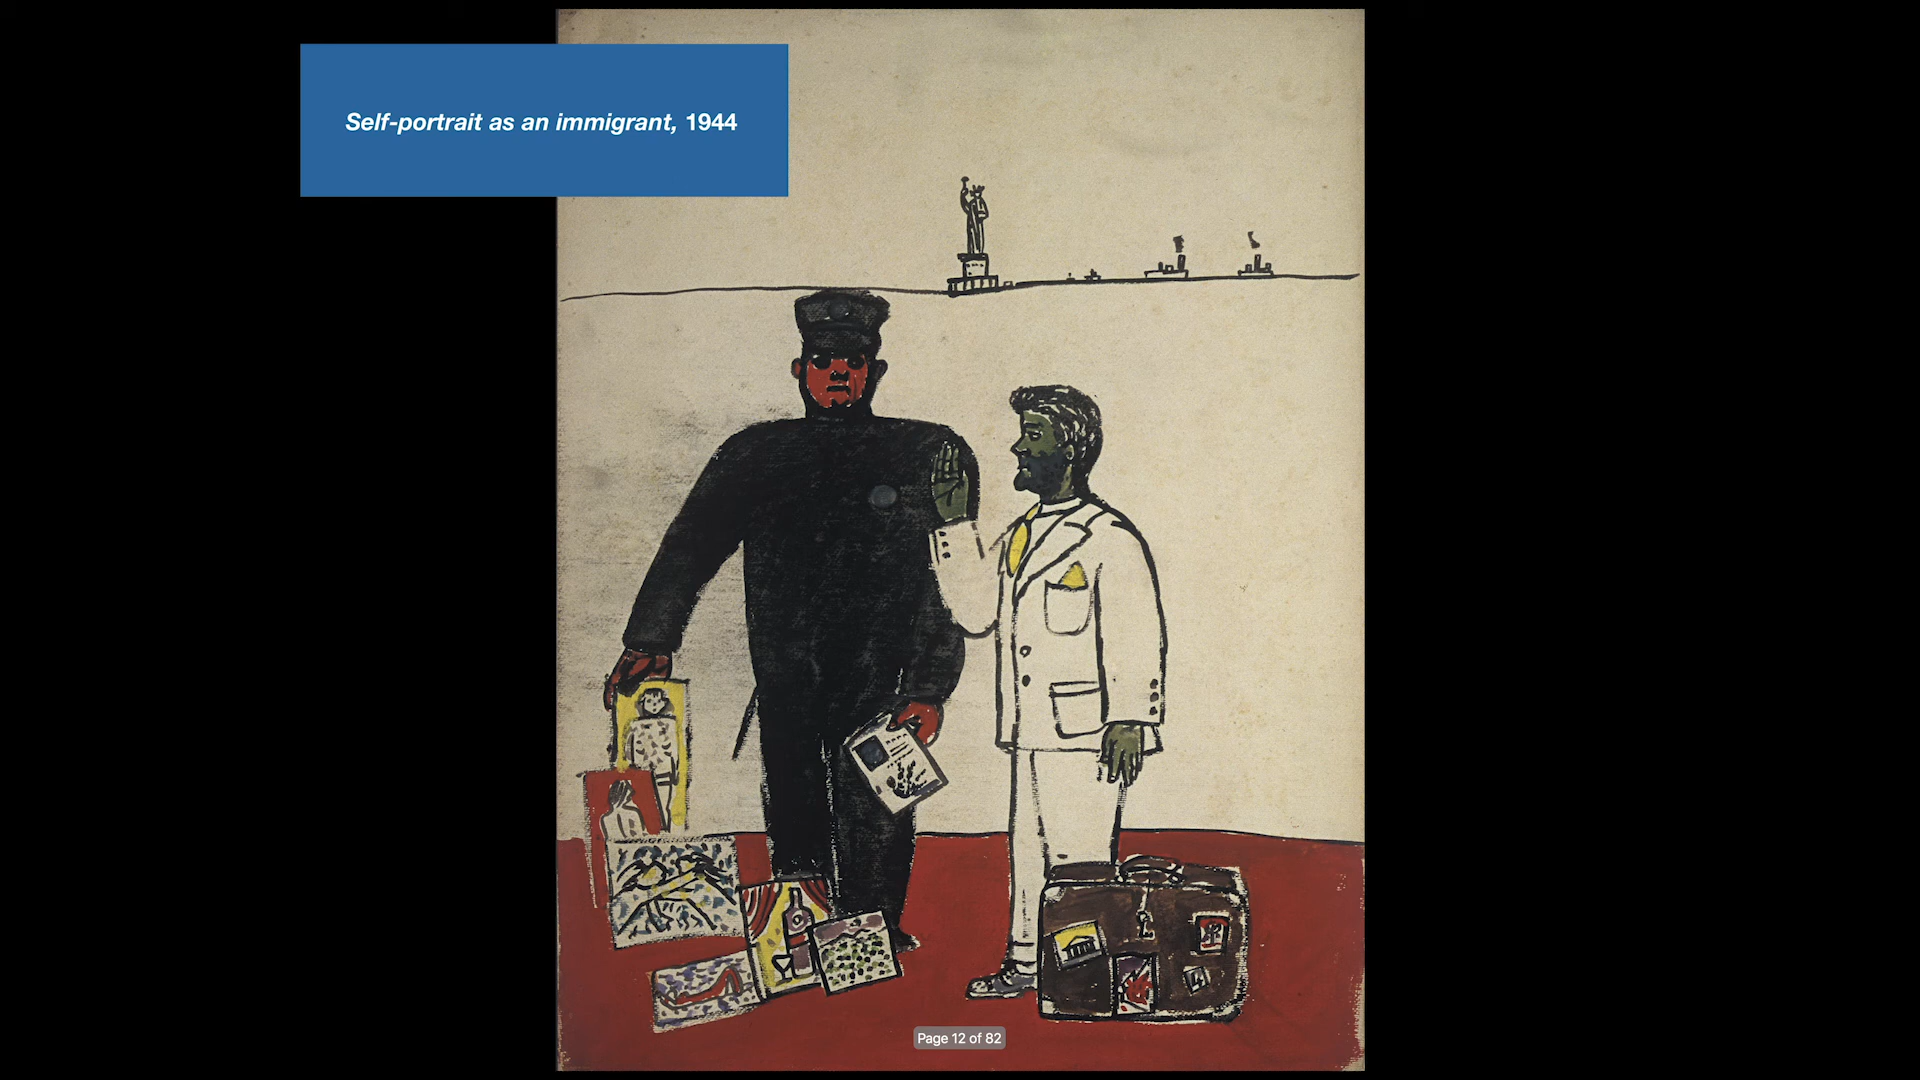 Self-portrait as an immigrant, 1944
Page 12 of 82